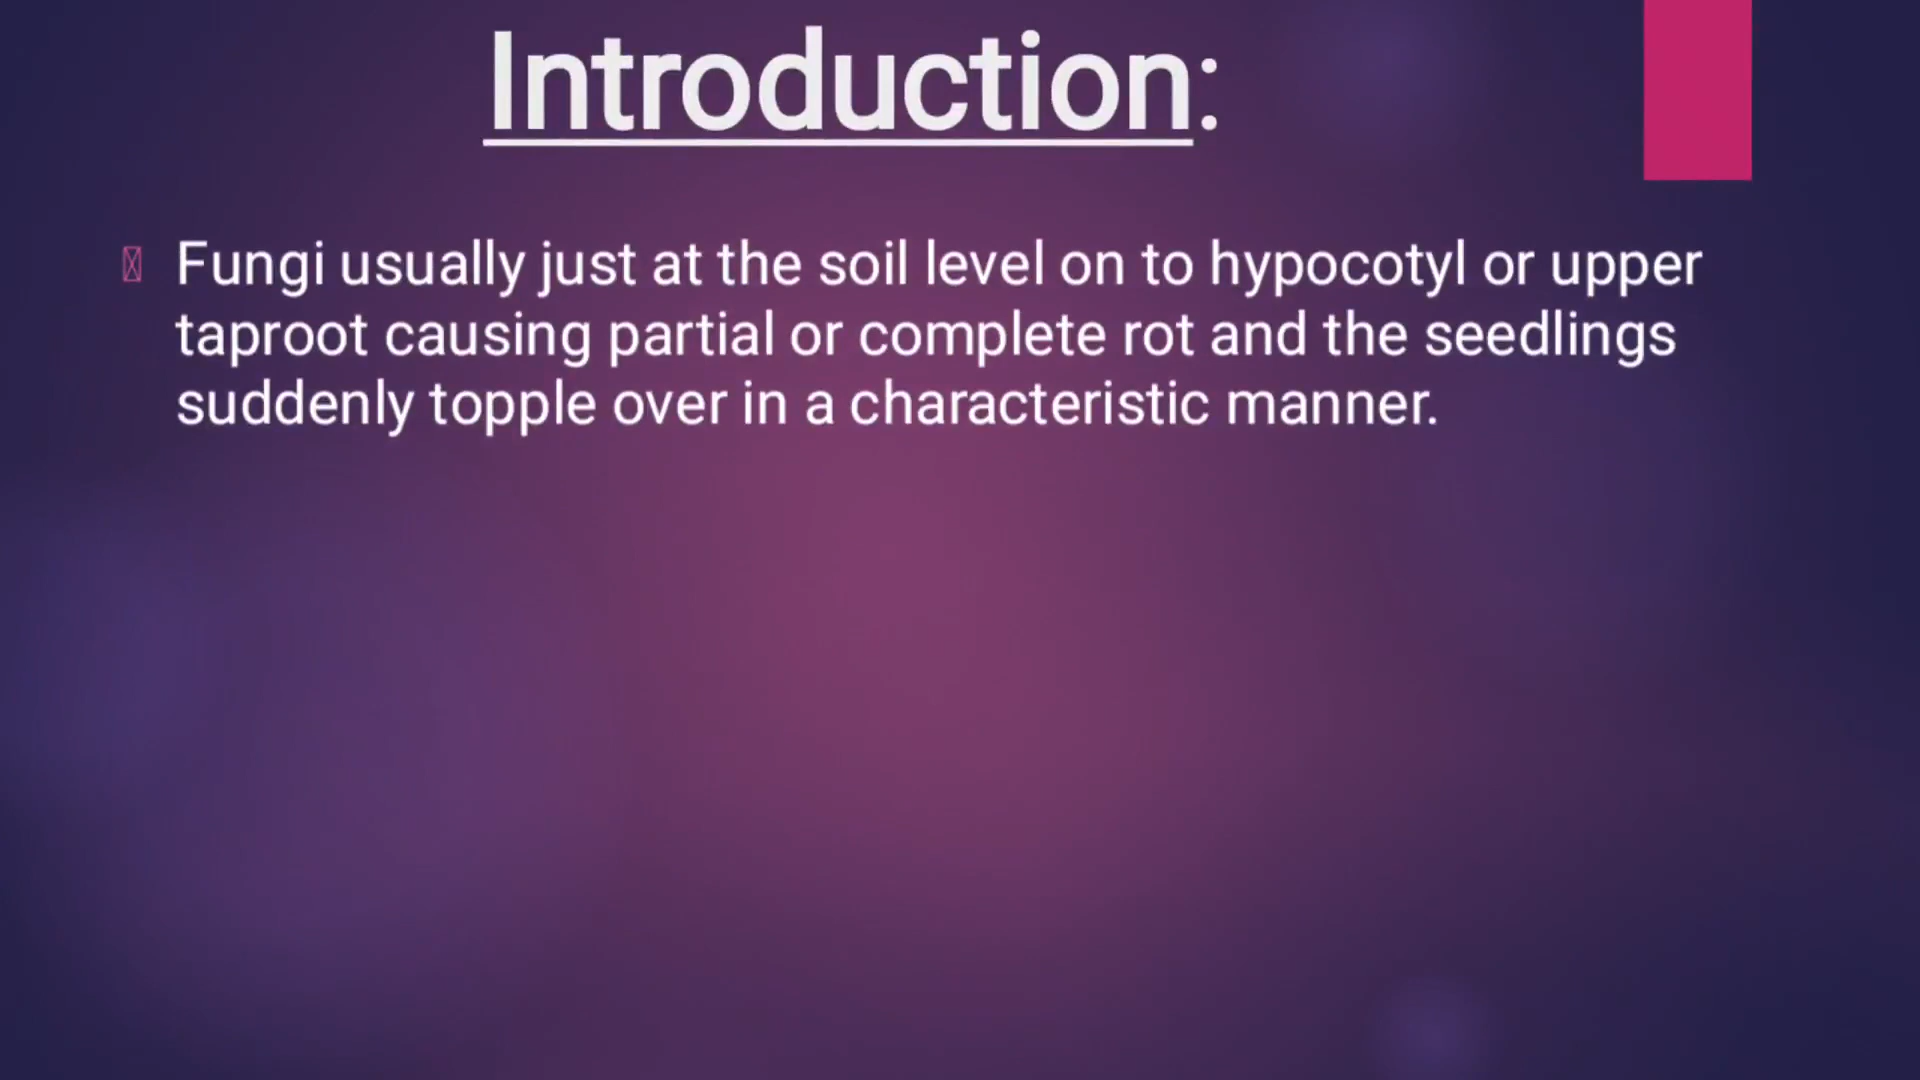 Introduction:
Fungi usually just at the soil level on to hypocotyl or upper
taproot causing partial or complete rot and the seedlings
suddenly topple over in a characteristic manner.